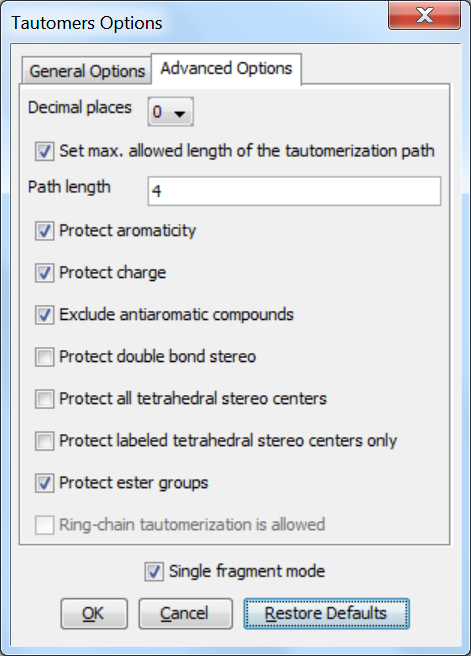 Tautomers Options
General Options Advanced Options
Decimal places 0
Set max. allowed length of the tautomerization path
Path length 4
Protect aromaticity
Protect charge
Exclude antiaromatic compounds
Protect double bond stereo
Protect all tetrahedral stereo centers
Protect labeled tetrahedral stereo centers only
Protect ester groups
Ring-chain tautomerization is allowed
Single fragment mode
OK Cancel Restore Defaults